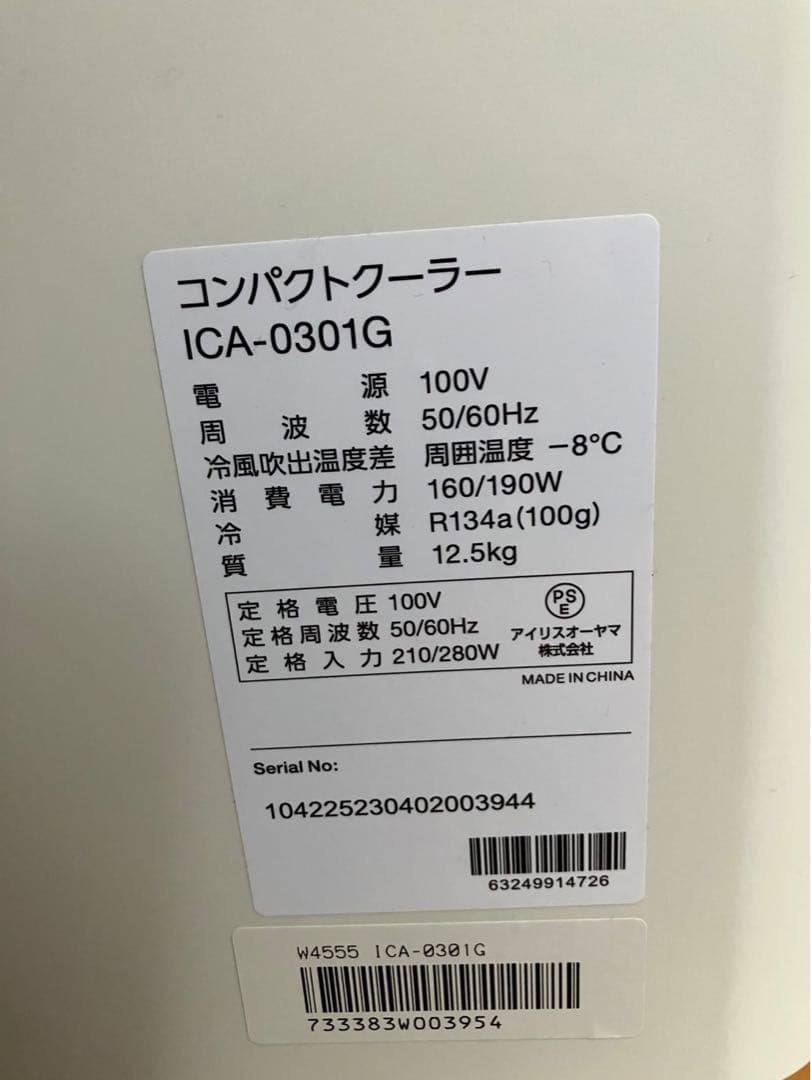 コンパクトクーラー
ICA-0301G
電源 100V
周波数 50/60Hz
冷風吹出温度差 周囲温度 −8℃
消費電力 160/190W
冷媒 R134a(100g)
質量 12.5kg
定格電圧 100V
定格周波数 50/60Hz
定格入力 210/280W
PSE
アイリスオーヤマ
株式会社
MADE IN CHINA
Serial No:
104225230402003944
63249914726
W4555 ICA-0301G
733383W003954